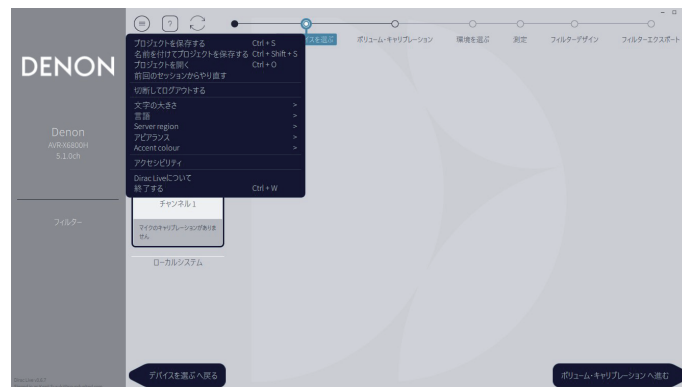 DENON
Denon
AVR-X6800H
5.1.0ch
フィルター
?
イスを選ぶ
ボリューム・キャリブレーション
環境を選ぶ
測定
フィルターデザイン
フィルターエクスポート
プロジェクトを保存する Ctrl + S
名前を付けてプロジェクトを保存する Ctrl + Shift + S
プロジェクトを開く Ctrl + O
前回のセッションからやり直す
切断してログアウトする
文字の大きさ >
言語 >
Server region >
アピアランス >
Accent colour >
アクセシビリティ
Dirac Liveについて
終了する Ctrl + W
チャンネル 1
マイクのキャリブレーションがありま
せん
ローカルシステム
デバイスを選ぶ へ戻る
ボリューム・キャリブレーション へ進む